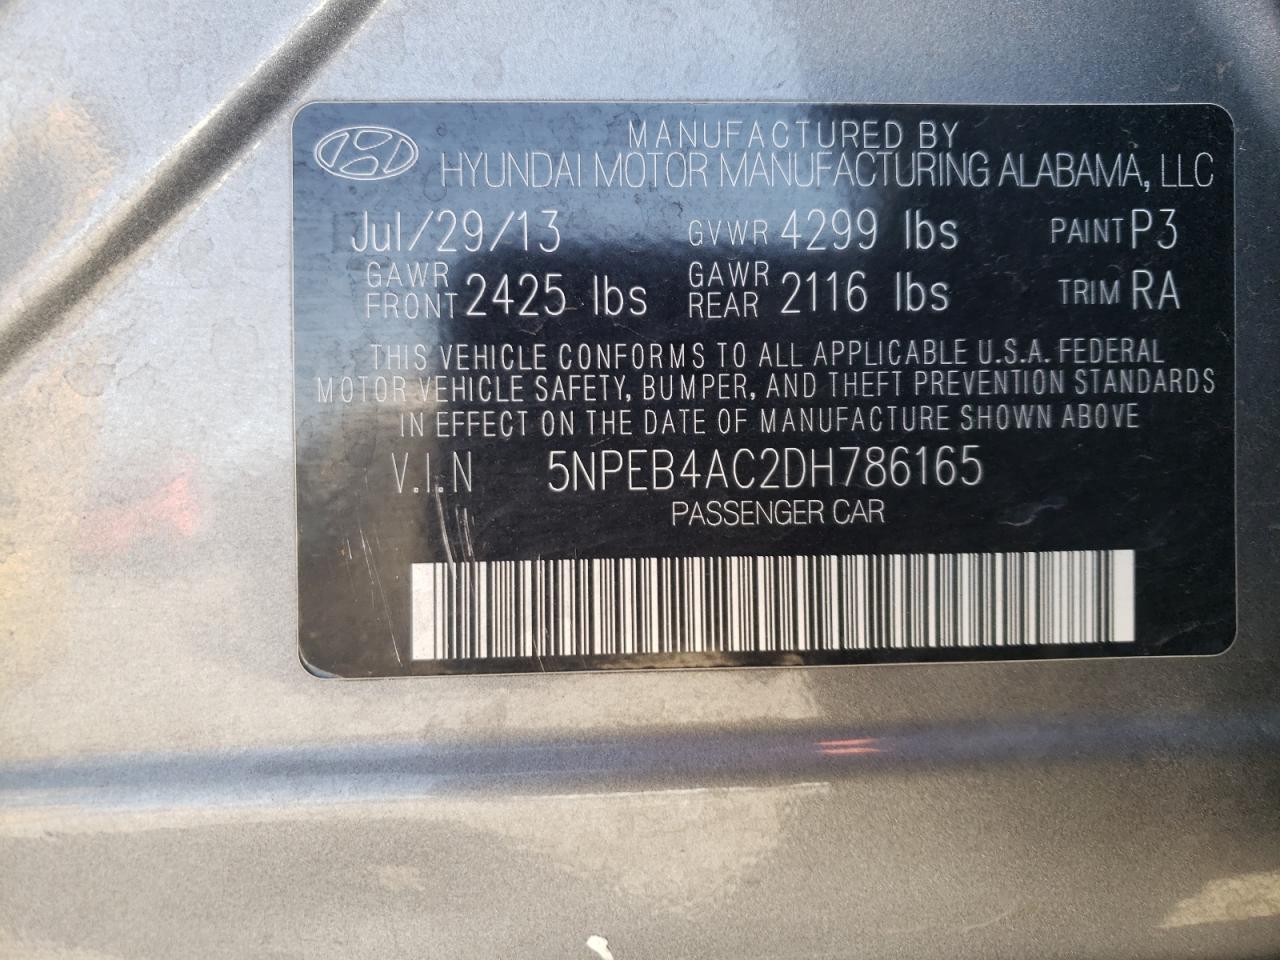 MANUFACTURED BY
HYUNDAI MOTOR MANUFACTURING ALABAMA, LLC
Jul/29/13 GVWR 4299 lbs PAINT P3
GAWR FRONT 2425 lbs GAWR REAR 2116 lbs TRIM RA
THIS VEHICLE CONFORMS TO ALL APPLICABLE U.S.A. FEDERAL
MOTOR VEHICLE SAFETY, BUMPER, AND THEFT PREVENTION STANDARDS
IN EFFECT ON THE DATE OF MANUFACTURE SHOWN ABOVE
V.I.N 5NPEB4AC2DH786165
PASSENGER CAR